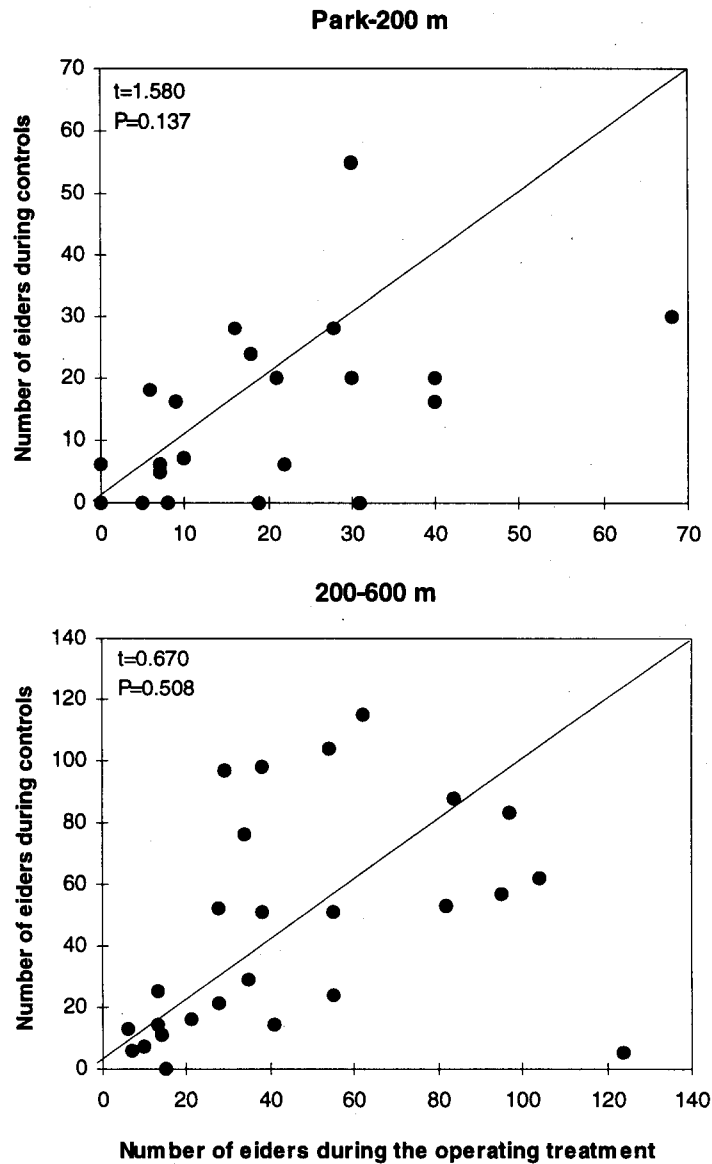 Park-200 m
t=1.580
P=0.137
Number of eiders during controls
70
60
50
40
30
20
10
0
0 10 20 30 40 50 60 70
200-600 m
t=0.670
P=0.508
Number of eiders during controls
140
120
100
80
60
40
20
0
0 20 40 60 80 100 120 140
Number of eiders during the operating treatment